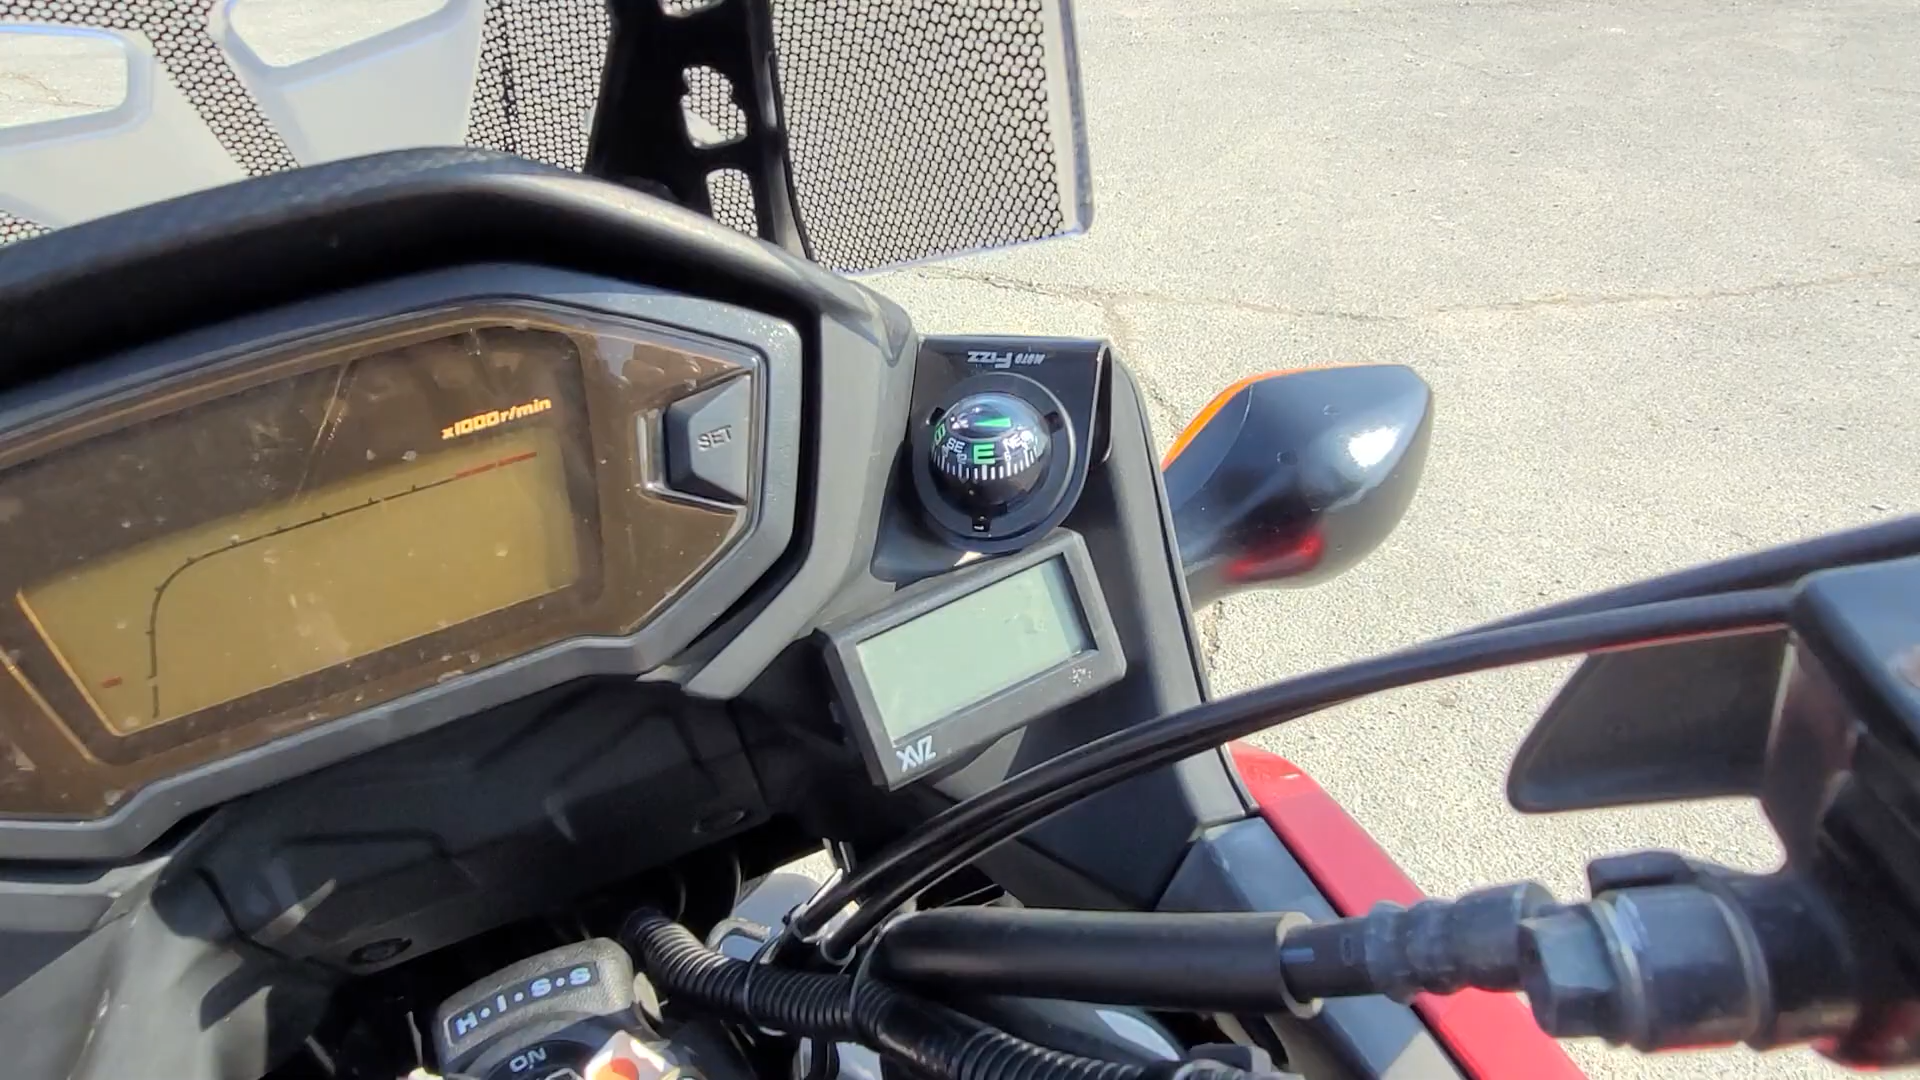 x1000r/min
SET
MOTO FIZZ
SE
E
NE
XVZ
H·I·S·S
ON